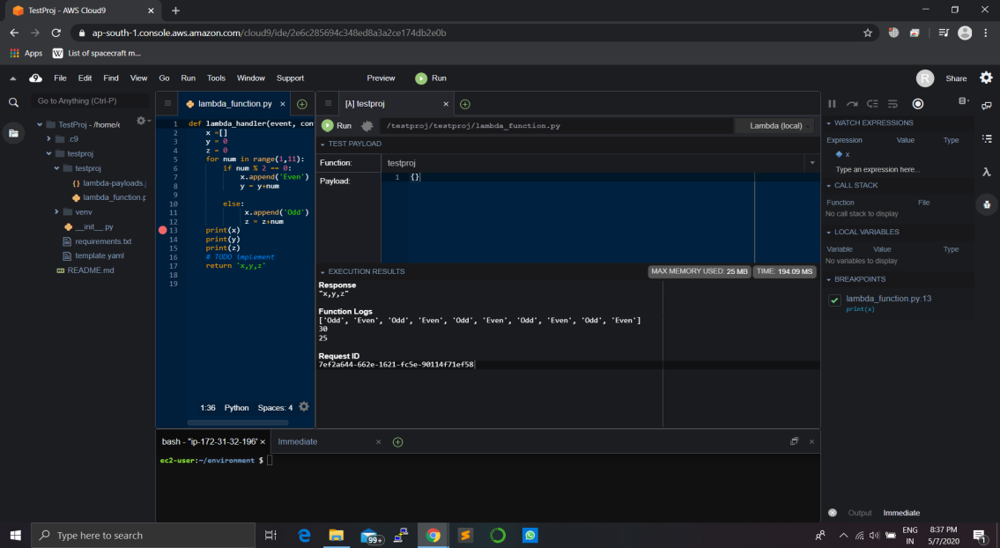 TestProj - AWS Cloud9
ap-south-1.console.aws.amazon.com/cloud9/ide/2e6c285694c348ed8a3a2ce174db2e0b
Apps
W List of spacecraft m...
9 File Edit Find View Go Run Tools Window Support Preview Run R Share
Go to Anything (Ctrl-P)
TestProj - /home/e
.c9
testproj
testproj
{} lambda-payloads.j
lambda_function.p
venv
__init__.py
requirements.txt
template.yaml
README.md
lambda_function.py
1 def lambda_handler(event, con
2 x =[]
3 y = 0
4 z = 0
5 for num in range(1,11):
6 if num % 2 == 0:
7 x.append('Even')
8 y = y+num
9
10 else:
11 x.append('Odd')
12 z = z+num
13 print(x)
14 print(y)
15 print(z)
16 # TODO implement
17 return 'x,y,z'
18
19
1:36 Python Spaces: 4
[λ] testproj
Run /testproj/testproj/lambda_function.py Lambda (local)
TEST PAYLOAD
Function: testproj
Payload: 1 {}
EXECUTION RESULTS MAX MEMORY USED: 25 MB TIME: 194.09 MS
Response
"x,y,z"
Function Logs
['Odd', 'Even', 'Odd', 'Even', 'Odd', 'Even', 'Odd', 'Even', 'Odd', 'Even']
30
25
Request ID
7ef2a644-662e-1621-fc5e-90114f71ef58
WATCH EXPRESSIONS
Expression Value Type
x
Type an expression here...
CALL STACK
Function File
No call stack to display
LOCAL VARIABLES
Variable Value Type
No variables to display
BREAKPOINTS
lambda_function.py:13
print(x)
bash - "ip-172-31-32-196" Immediate
ec2-user:~/environment $
Output Immediate
Type here to search
99+
ENG
IN
8:37 PM
5/7/2020
1